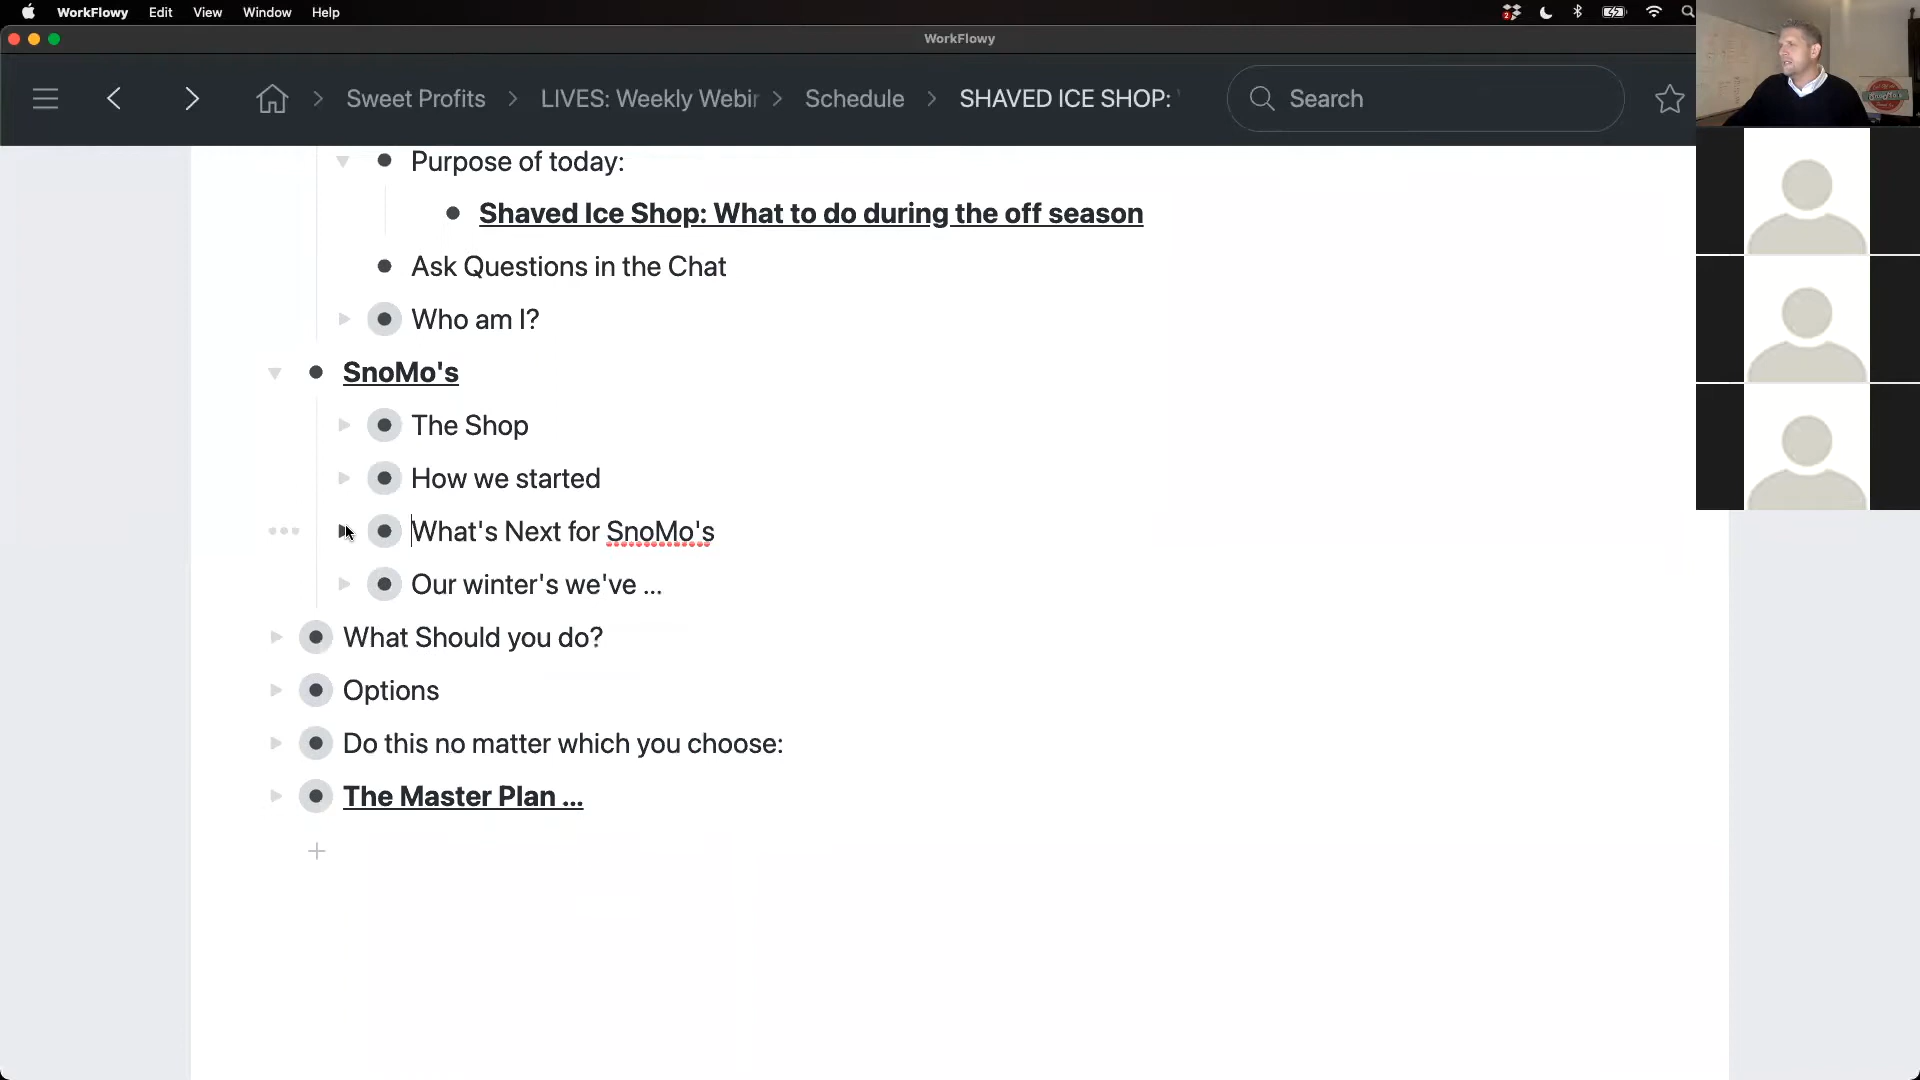 WorkFlowy Edit View Window Help
WorkFlowy
Sweet Profits LIVES: Weekly Webir Schedule SHAVED ICE SHOP: Search
Purpose of today:
Shaved Ice Shop: What to do during the off season
Ask Questions in the Chat
Who am I?
SnoMo's
The Shop
How we started
What's Next for SnoMo's
Our winter's we've ...
What Should you do?
Options
Do this no matter which you choose:
The Master Plan ...